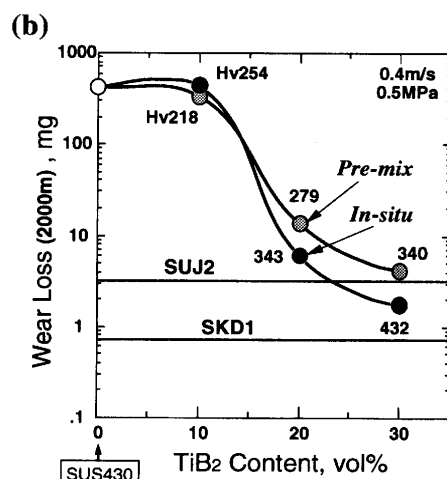 (b)
1000
Hv254
0.4m/s
0.5MPa
Hv218
100
279
Pre-mix
In-situ
10
343
340
SUJ2
1
SKD1
432
.1
0
10
20
30
Wear Loss (2000m) , mg
TiB2 Content, vol%
SUS430